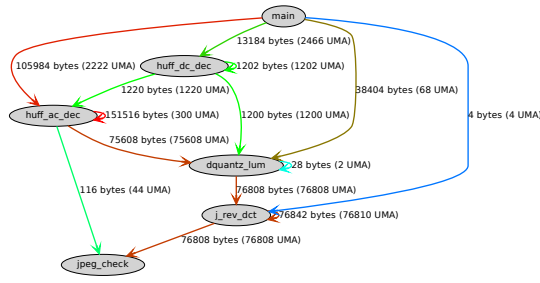 main
13184 bytes (2466 UMA)
105984 bytes (2222 UMA)
huff_dc_dec
1202 bytes (1202 UMA)
1220 bytes (1220 UMA)
38404 bytes (68 UMA)
huff_ac_dec
151516 bytes (300 UMA)
1200 bytes (1200 UMA)
4 bytes (4 UMA)
75608 bytes (75608 UMA)
dquantz_lum
28 bytes (2 UMA)
116 bytes (44 UMA)
76808 bytes (76808 UMA)
j_rev_dct
76842 bytes (76810 UMA)
76808 bytes (76808 UMA)
jpeg_check